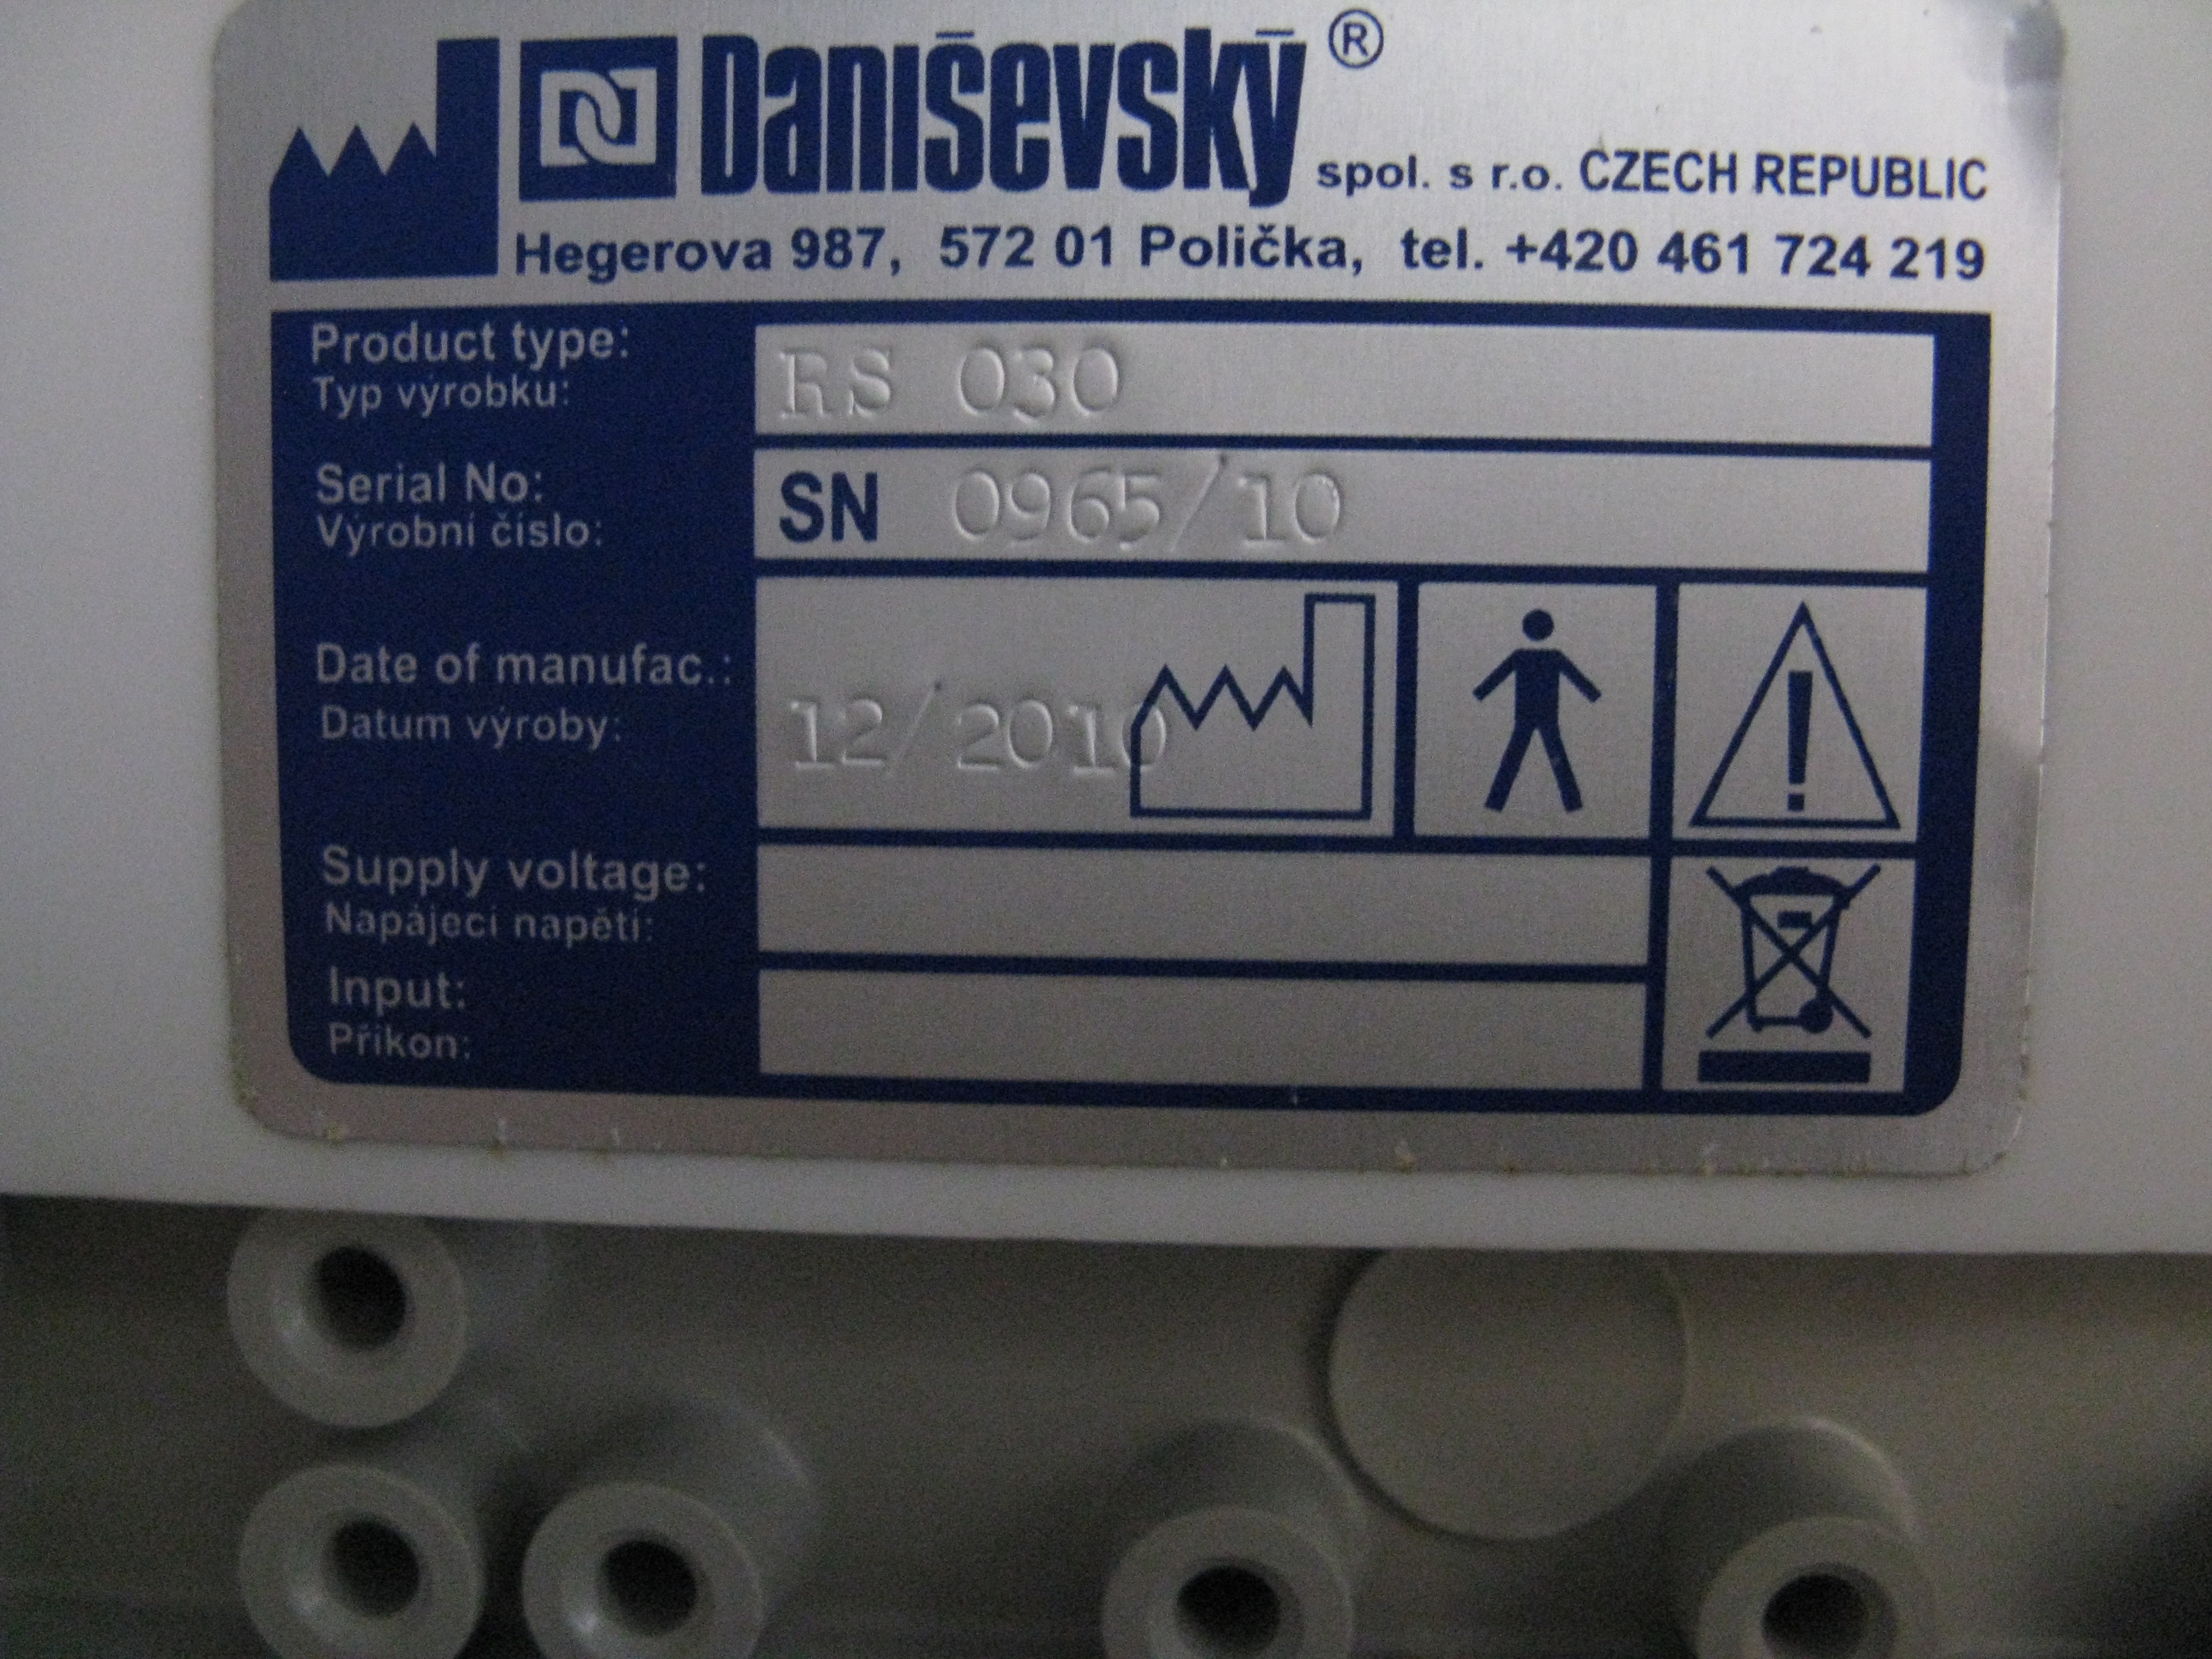 Daniševský ®
spol. s r.o. CZECH REPUBLIC
Hegerova 987, 572 01 Polička, tel. +420 461 724 219
Product type: RS 030
Typ výrobku:
Serial No: SN 0965/10
Výrobní číslo:
Date of manufac.:
Datum výroby: 12/2010
Supply voltage:
Napájecí napětí:
Input:
Příkon: